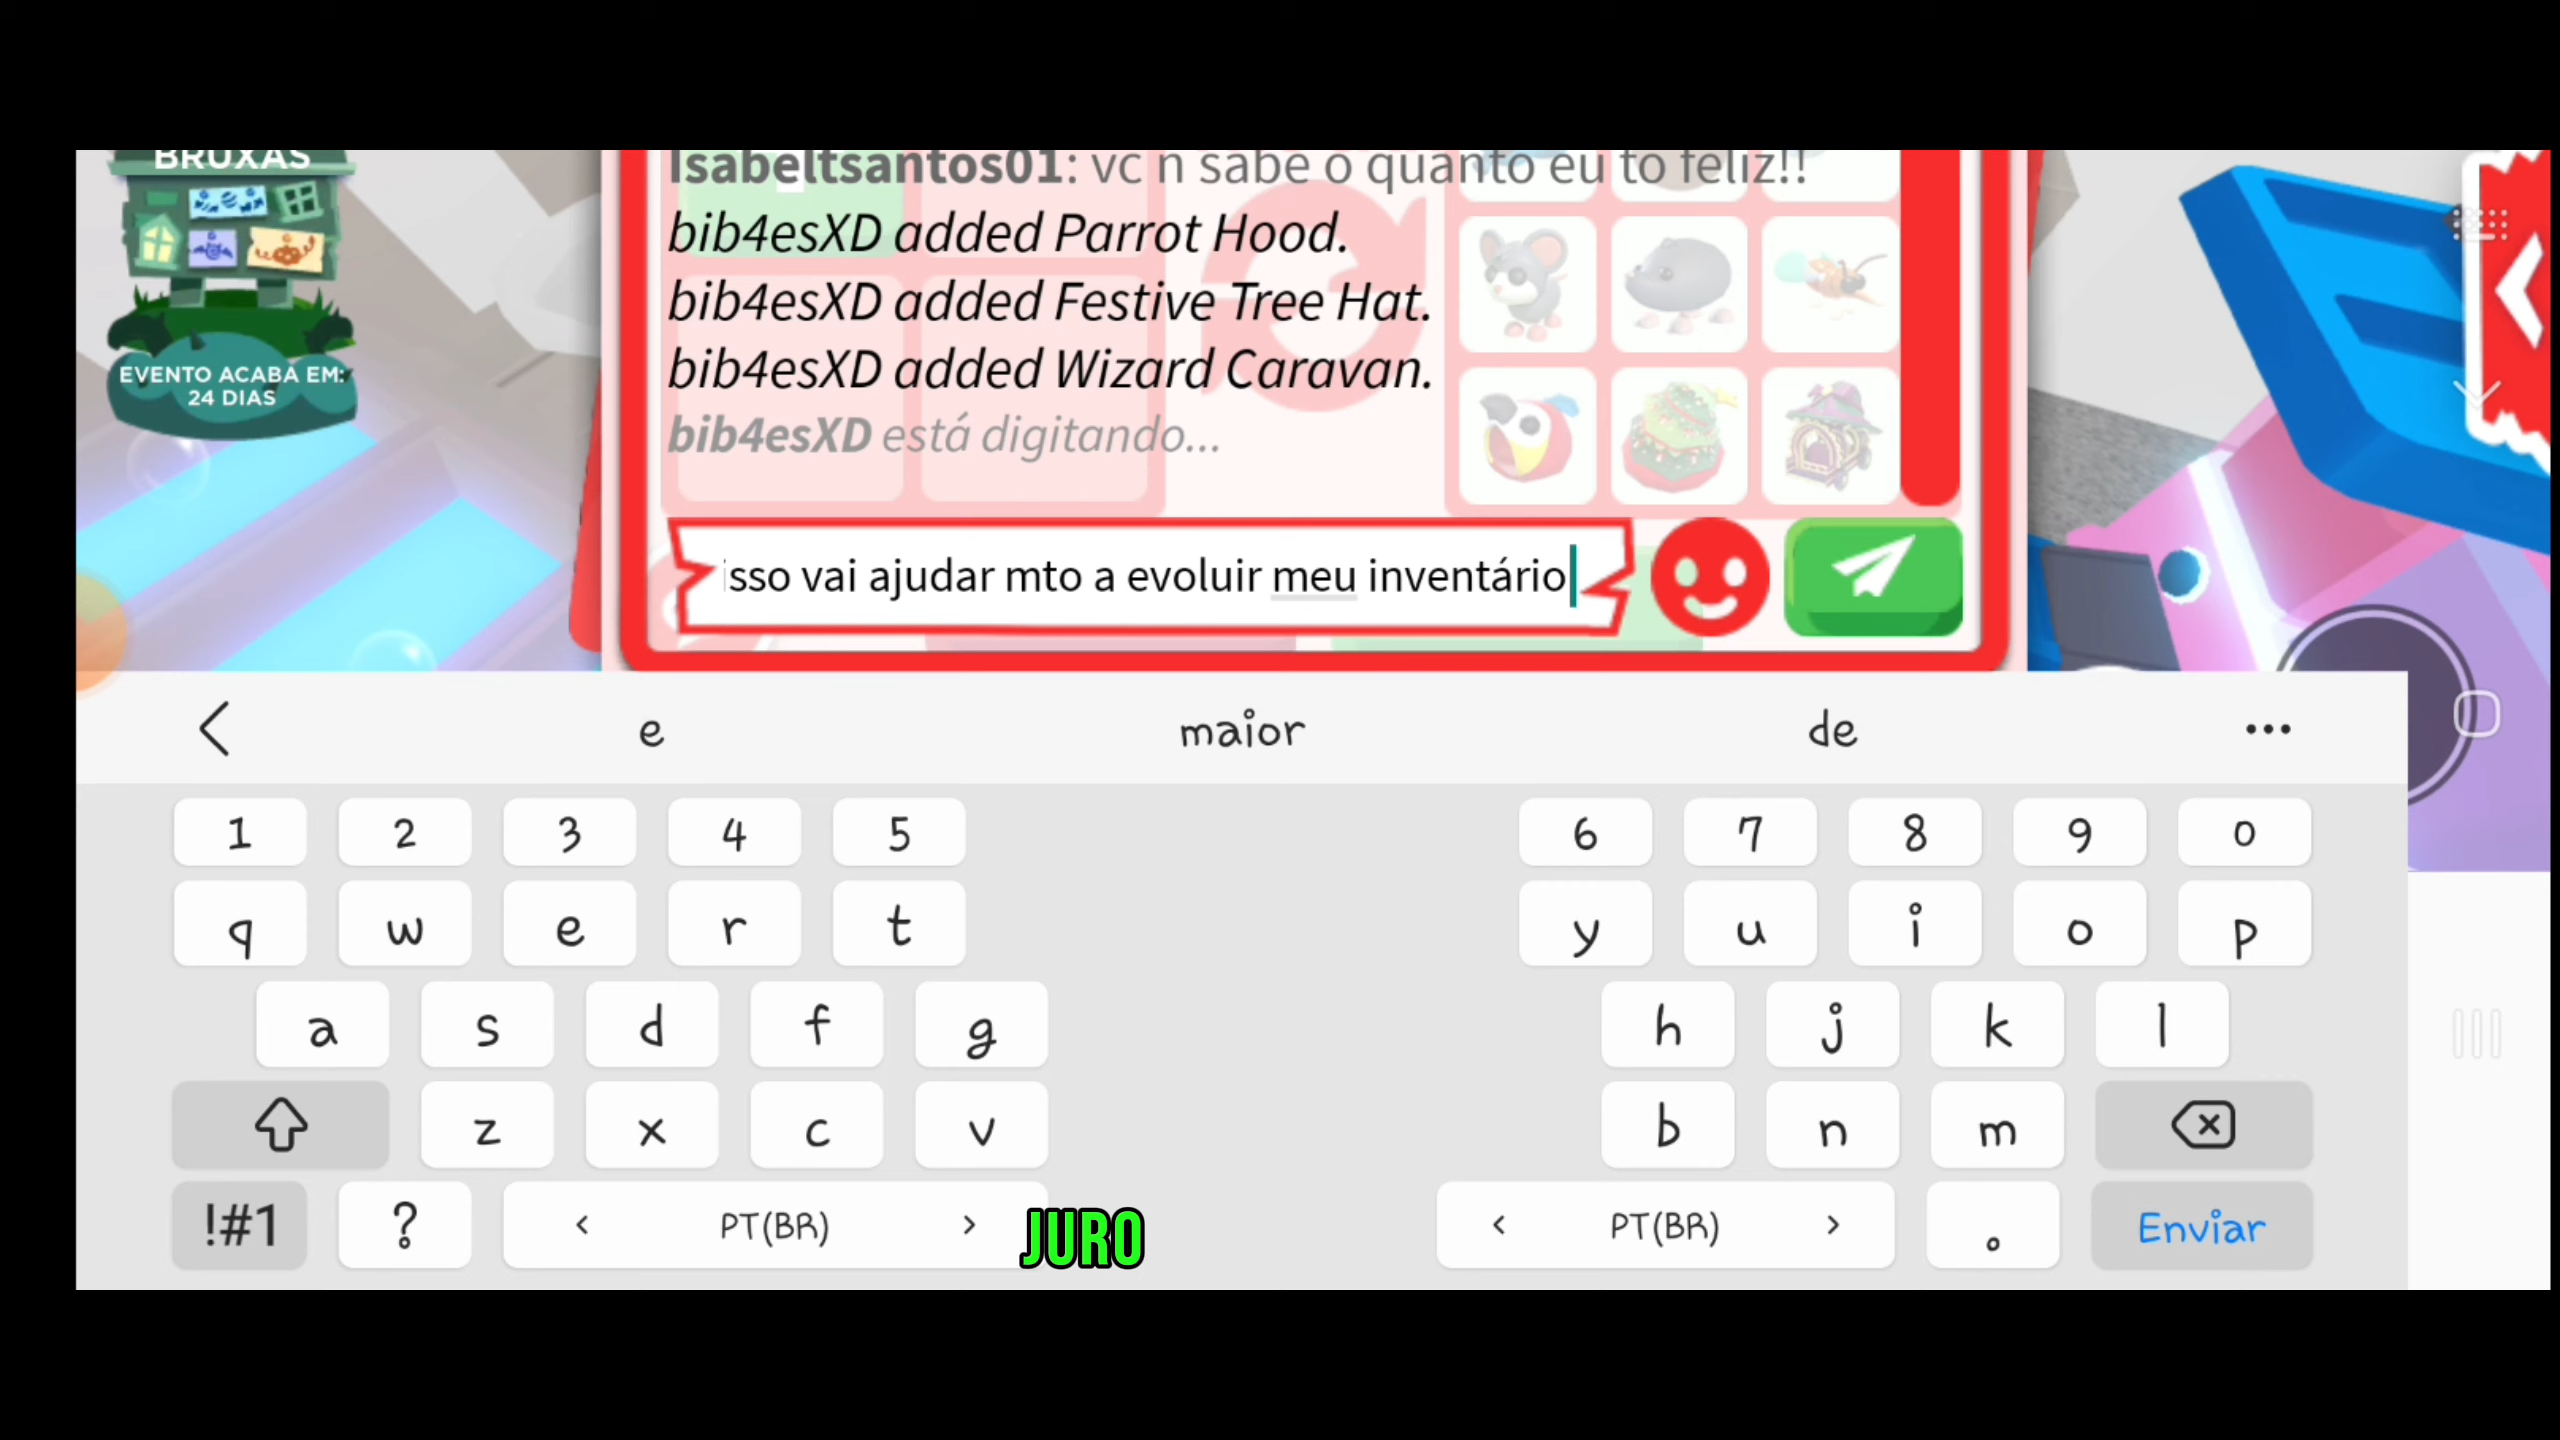 BRUXAS
EVENTO ACABA EM:
24 DIAS
Isabeltsantos01: vc n sabe o quanto eu to feliz!!
bib4esXD added Parrot Hood.
bib4esXD added Festive Tree Hat.
bib4esXD added Wizard Caravan.
bib4esXD está digitando...
isso vai ajudar mto a evoluir meu inventário
e maior de ...
1 2 3 4 5 6 7 8 9 0
q w e r t y u i o p
a s d f g h j k l
z x c v b n m
!#1 ? < PT(BR) > < PT(BR) > . Enviar
JURO